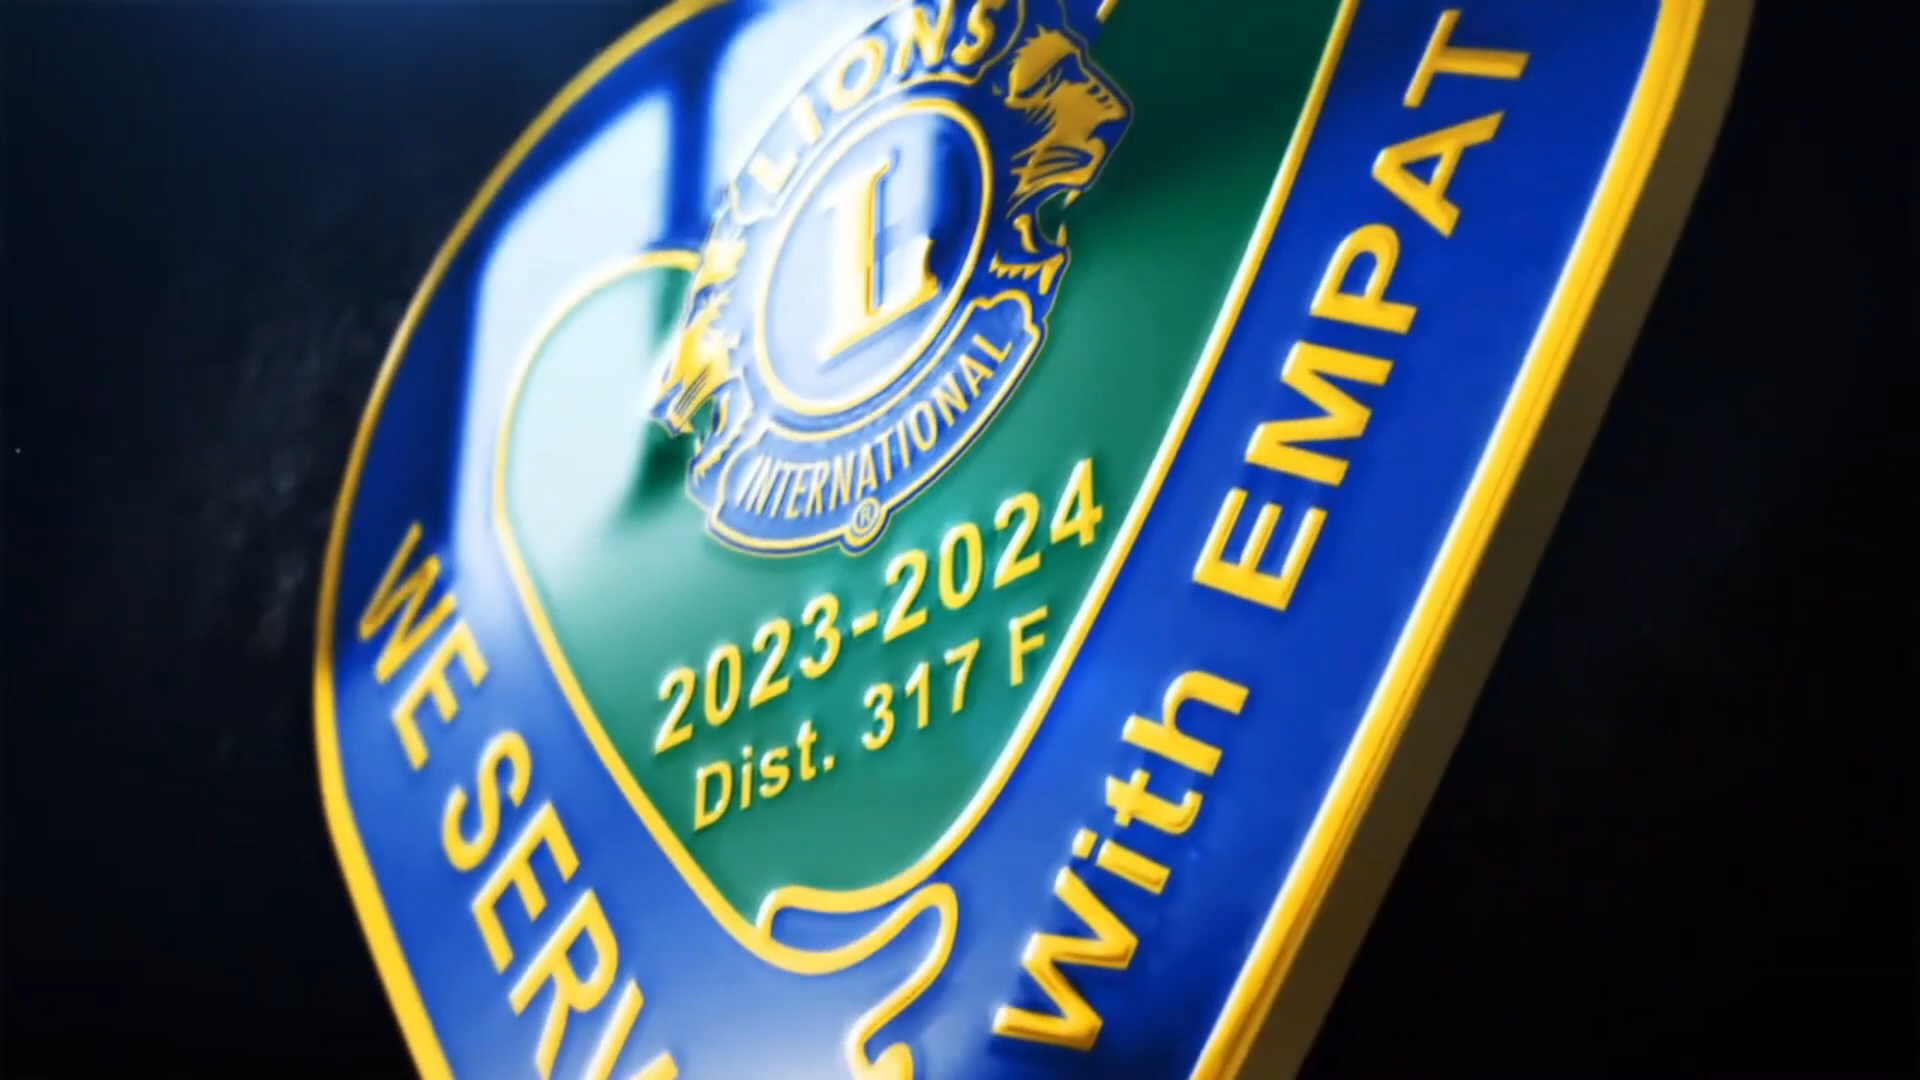 LIONS
L
INTERNATIONAL
®
2023-2024
Dist. 317 F
WE SERV
With EMPAT